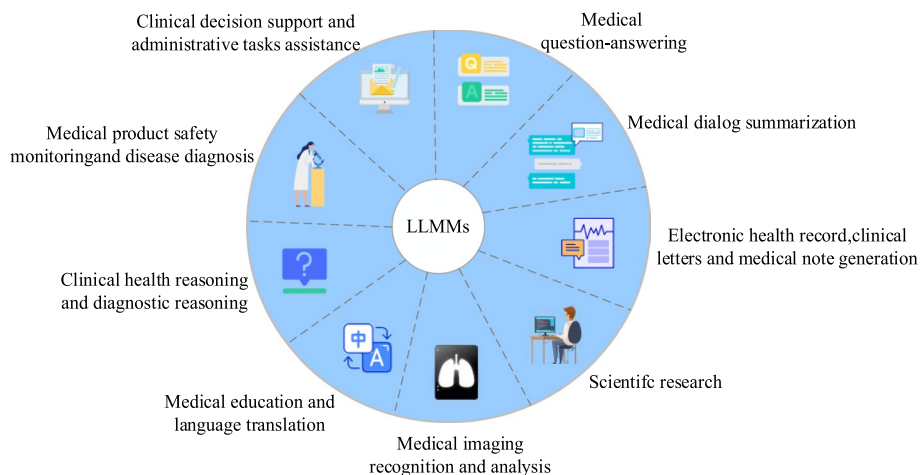 Clinical decision support and
administrative tasks assistance
Medical
question-answering
Q
A
Medical dialog summarization
Medical product safety
monitoringand disease diagnosis
LLMMs
Electronic health record,clinical
letters and medical note generation
?
Clinical health reasoning
and diagnostic reasoning
中
A
Scientifc research
Medical education and
language translation
Medical imaging
recognition and analysis